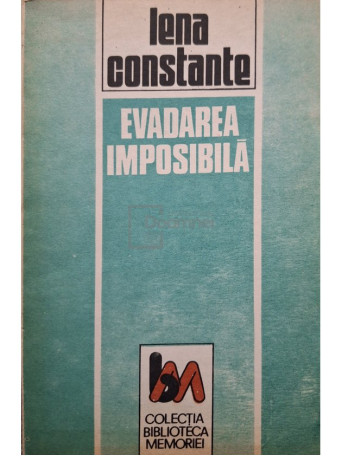 lena
constante
EVADAREA
IMPOSIBILĂ
bM
COLECȚIA
BIBLIOTECA
MEMORIEI